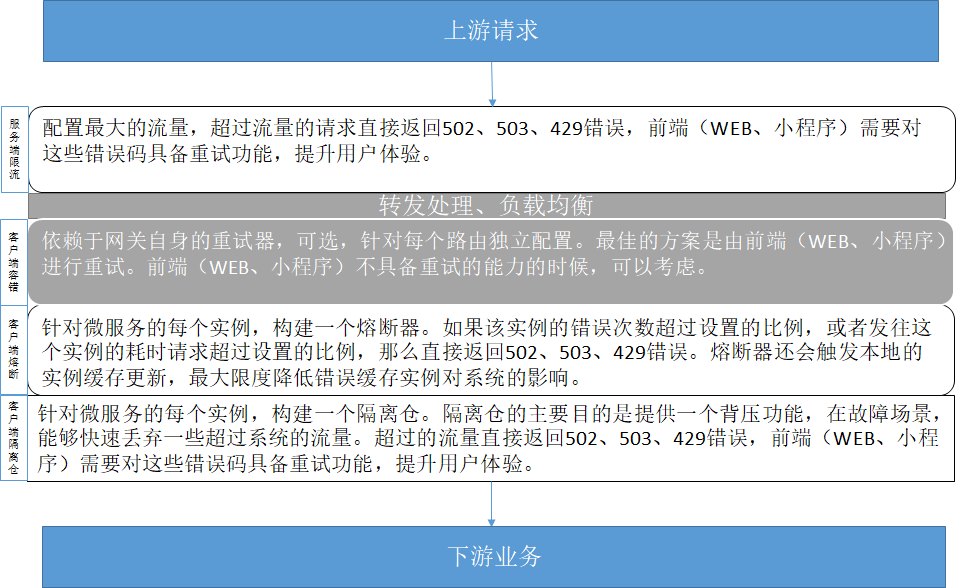 上游请求
服务端限流
配置最大的流量，超过流量的请求直接返回502、503、429错误，前端（WEB、小程序）需要对
这些错误码具备重试功能，提升用户体验。
转发处理、负载均衡
客户端容错
依赖于网关自身的重试器，可选，针对每个路由独立配置。最佳的方案是由前端（WEB、小程序）
进行重试。前端（WEB、小程序）不具备重试的能力的时候，可以考虑。
客户端熔断
针对微服务的每个实例，构建一个熔断器。如果该实例的错误次数超过设置的比例，或者发往这
个实例的耗时请求超过设置的比例，那么直接返回502、503、429错误。熔断器还会触发本地的
实例缓存更新，最大限度降低错误缓存实例对系统的影响。
客户端隔离仓
针对微服务的每个实例，构建一个隔离仓。隔离仓的主要目的是提供一个背压功能，在故障场景，
能够快速丢弃一些超过系统的流量。超过的流量直接返回502、503、429错误，前端（WEB、小程
序）需要对这些错误码具备重试功能，提升用户体验。
下游业务